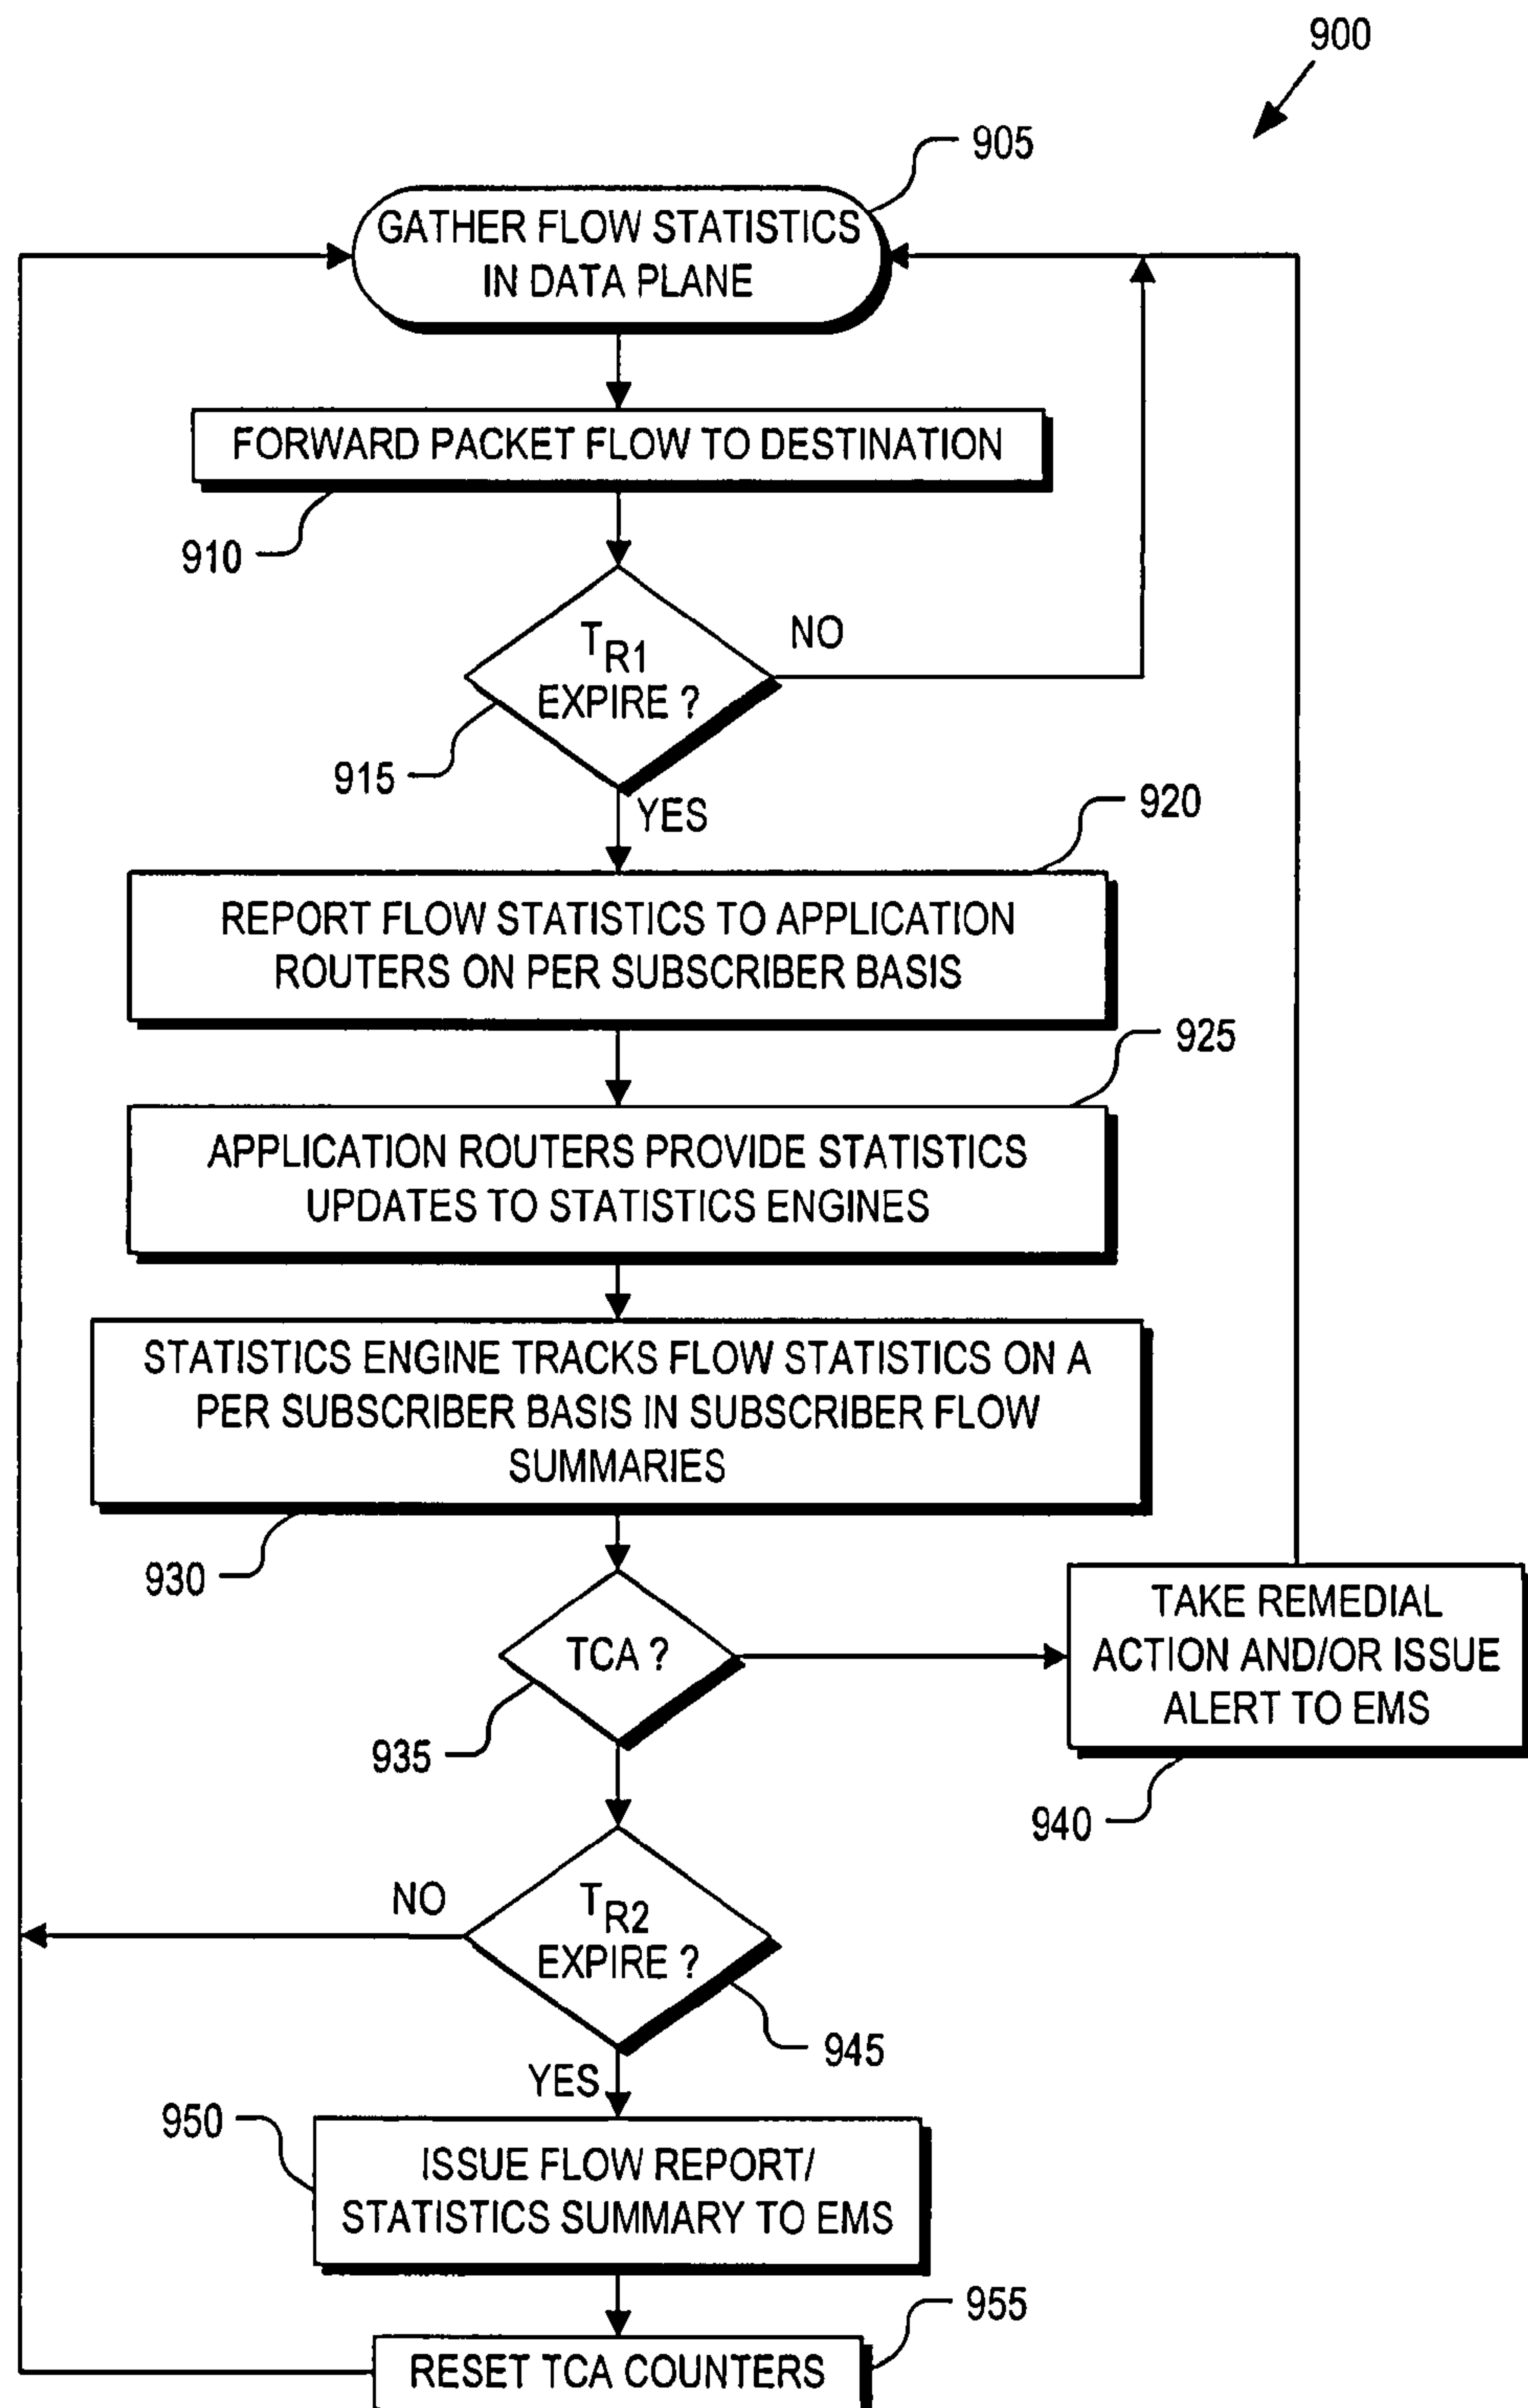 900
905
GATHER FLOW STATISTICS
IN DATA PLANE
FORWARD PACKET FLOW TO DESTINATION
910
TR1
EXPIRE ?
NO
915
YES
920
REPORT FLOW STATISTICS TO APPLICATION
ROUTERS ON PER SUBSCRIBER BASIS
925
APPLICATION ROUTERS PROVIDE STATISTICS
UPDATES TO STATISTICS ENGINES
STATISTICS ENGINE TRACKS FLOW STATISTICS ON A
PER SUBSCRIBER BASIS IN SUBSCRIBER FLOW
SUMMARIES
930
TCA ?
935
TAKE REMEDIAL
ACTION AND/OR ISSUE
ALERT TO EMS
940
NO
TR2
EXPIRE ?
945
YES
950
ISSUE FLOW REPORT/
STATISTICS SUMMARY TO EMS
955
RESET TCA COUNTERS